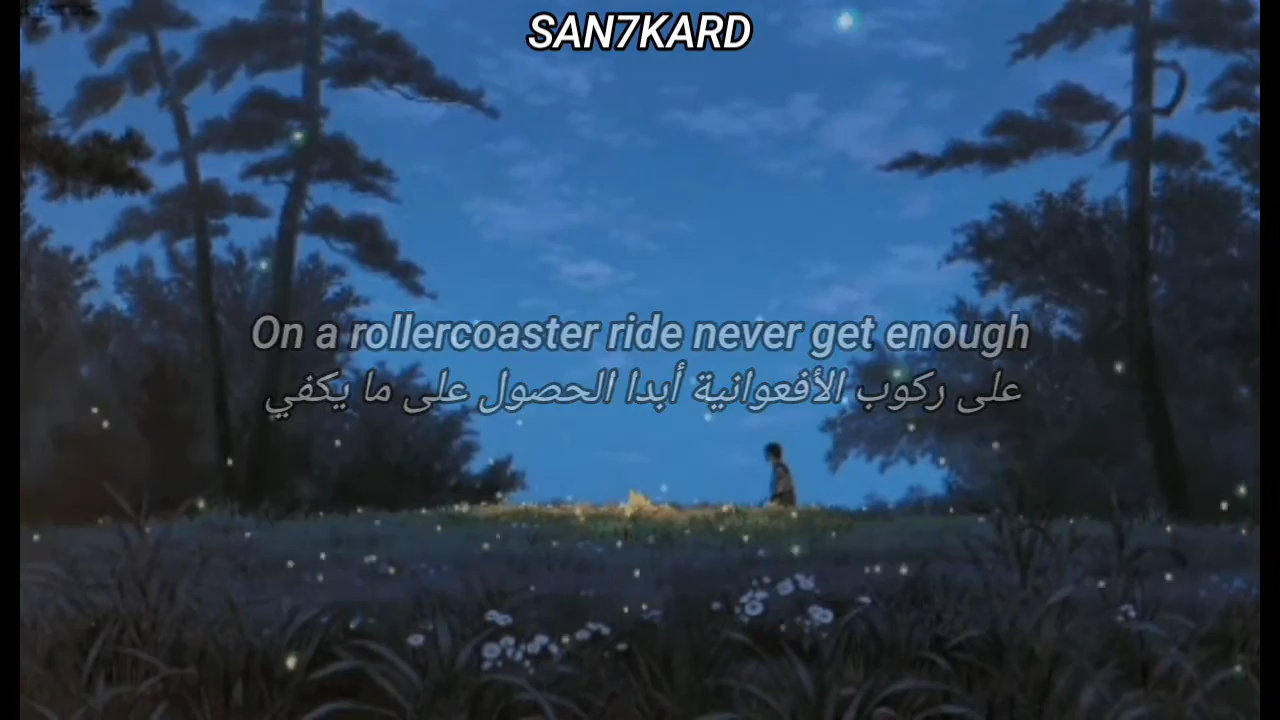 SAN7KARD
On a rollercoaster ride never get enough
على ركوب الأفعوانية أبدا الحصول على ما يكفي